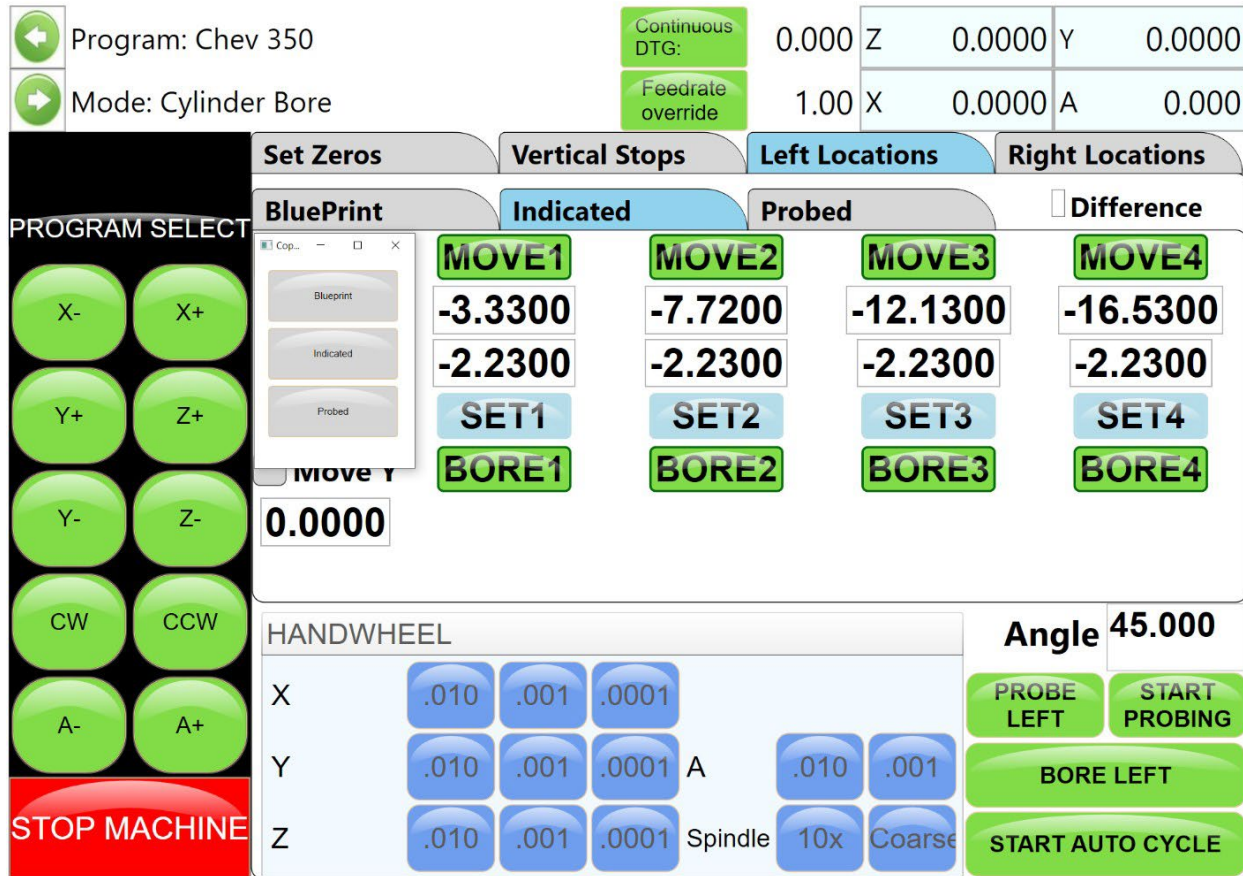 Program: Chev 350
Continuous DTG: 0.000 Z 0.0000 Y 0.0000
Mode: Cylinder Bore
Feedrate override 1.00 X 0.0000 A 0.000
Set Zeros Vertical Stops Left Locations Right Locations
BluePrint Indicated Probed Difference
PROGRAM SELECT
X- X+
Y+ Z+
Y- Z-
CW CCW
A- A+
STOP MACHINE
Cop...
Blueprint
Indicated
Probed
MOVE1 MOVE2 MOVE3 MOVE4
-3.3300 -7.7200 -12.1300 -16.5300
-2.2300 -2.2300 -2.2300 -2.2300
SET1 SET2 SET3 SET4
Move Y BORE1 BORE2 BORE3 BORE4
0.0000
HANDWHEEL
X .010 .001 .0001
Y .010 .001 .0001 A .010 .001
Z .010 .001 .0001 Spindle 10x Coarse
Angle 45.000
PROBE LEFT
START PROBING
BORE LEFT
START AUTO CYCLE